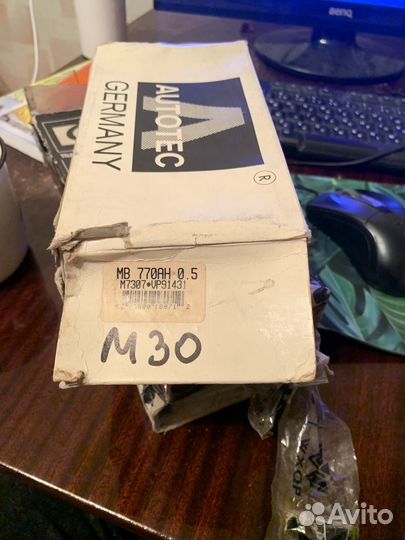 BenQ
AUTOTEC
GERMANY
®
MB 770AH 0.5
M7307•VP91431
M30
Avito